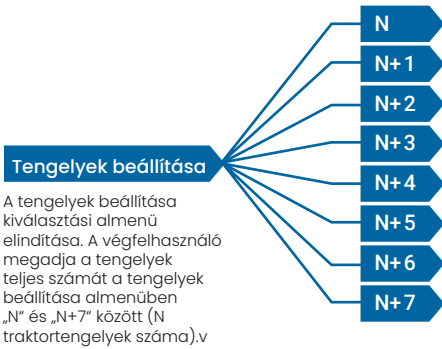 N
N+1
N+2
N+3
Tengelyek beállítása
N+4
N+5
N+6
N+7
A tengelyek beállítása
kiválasztási almenü
elindítása. A végfelhasználó
megadja a tengelyek
teljes számát a tengelyek
beállítása almenüben
„N“ és „N+7“ között (N
traktortengelyek száma).v